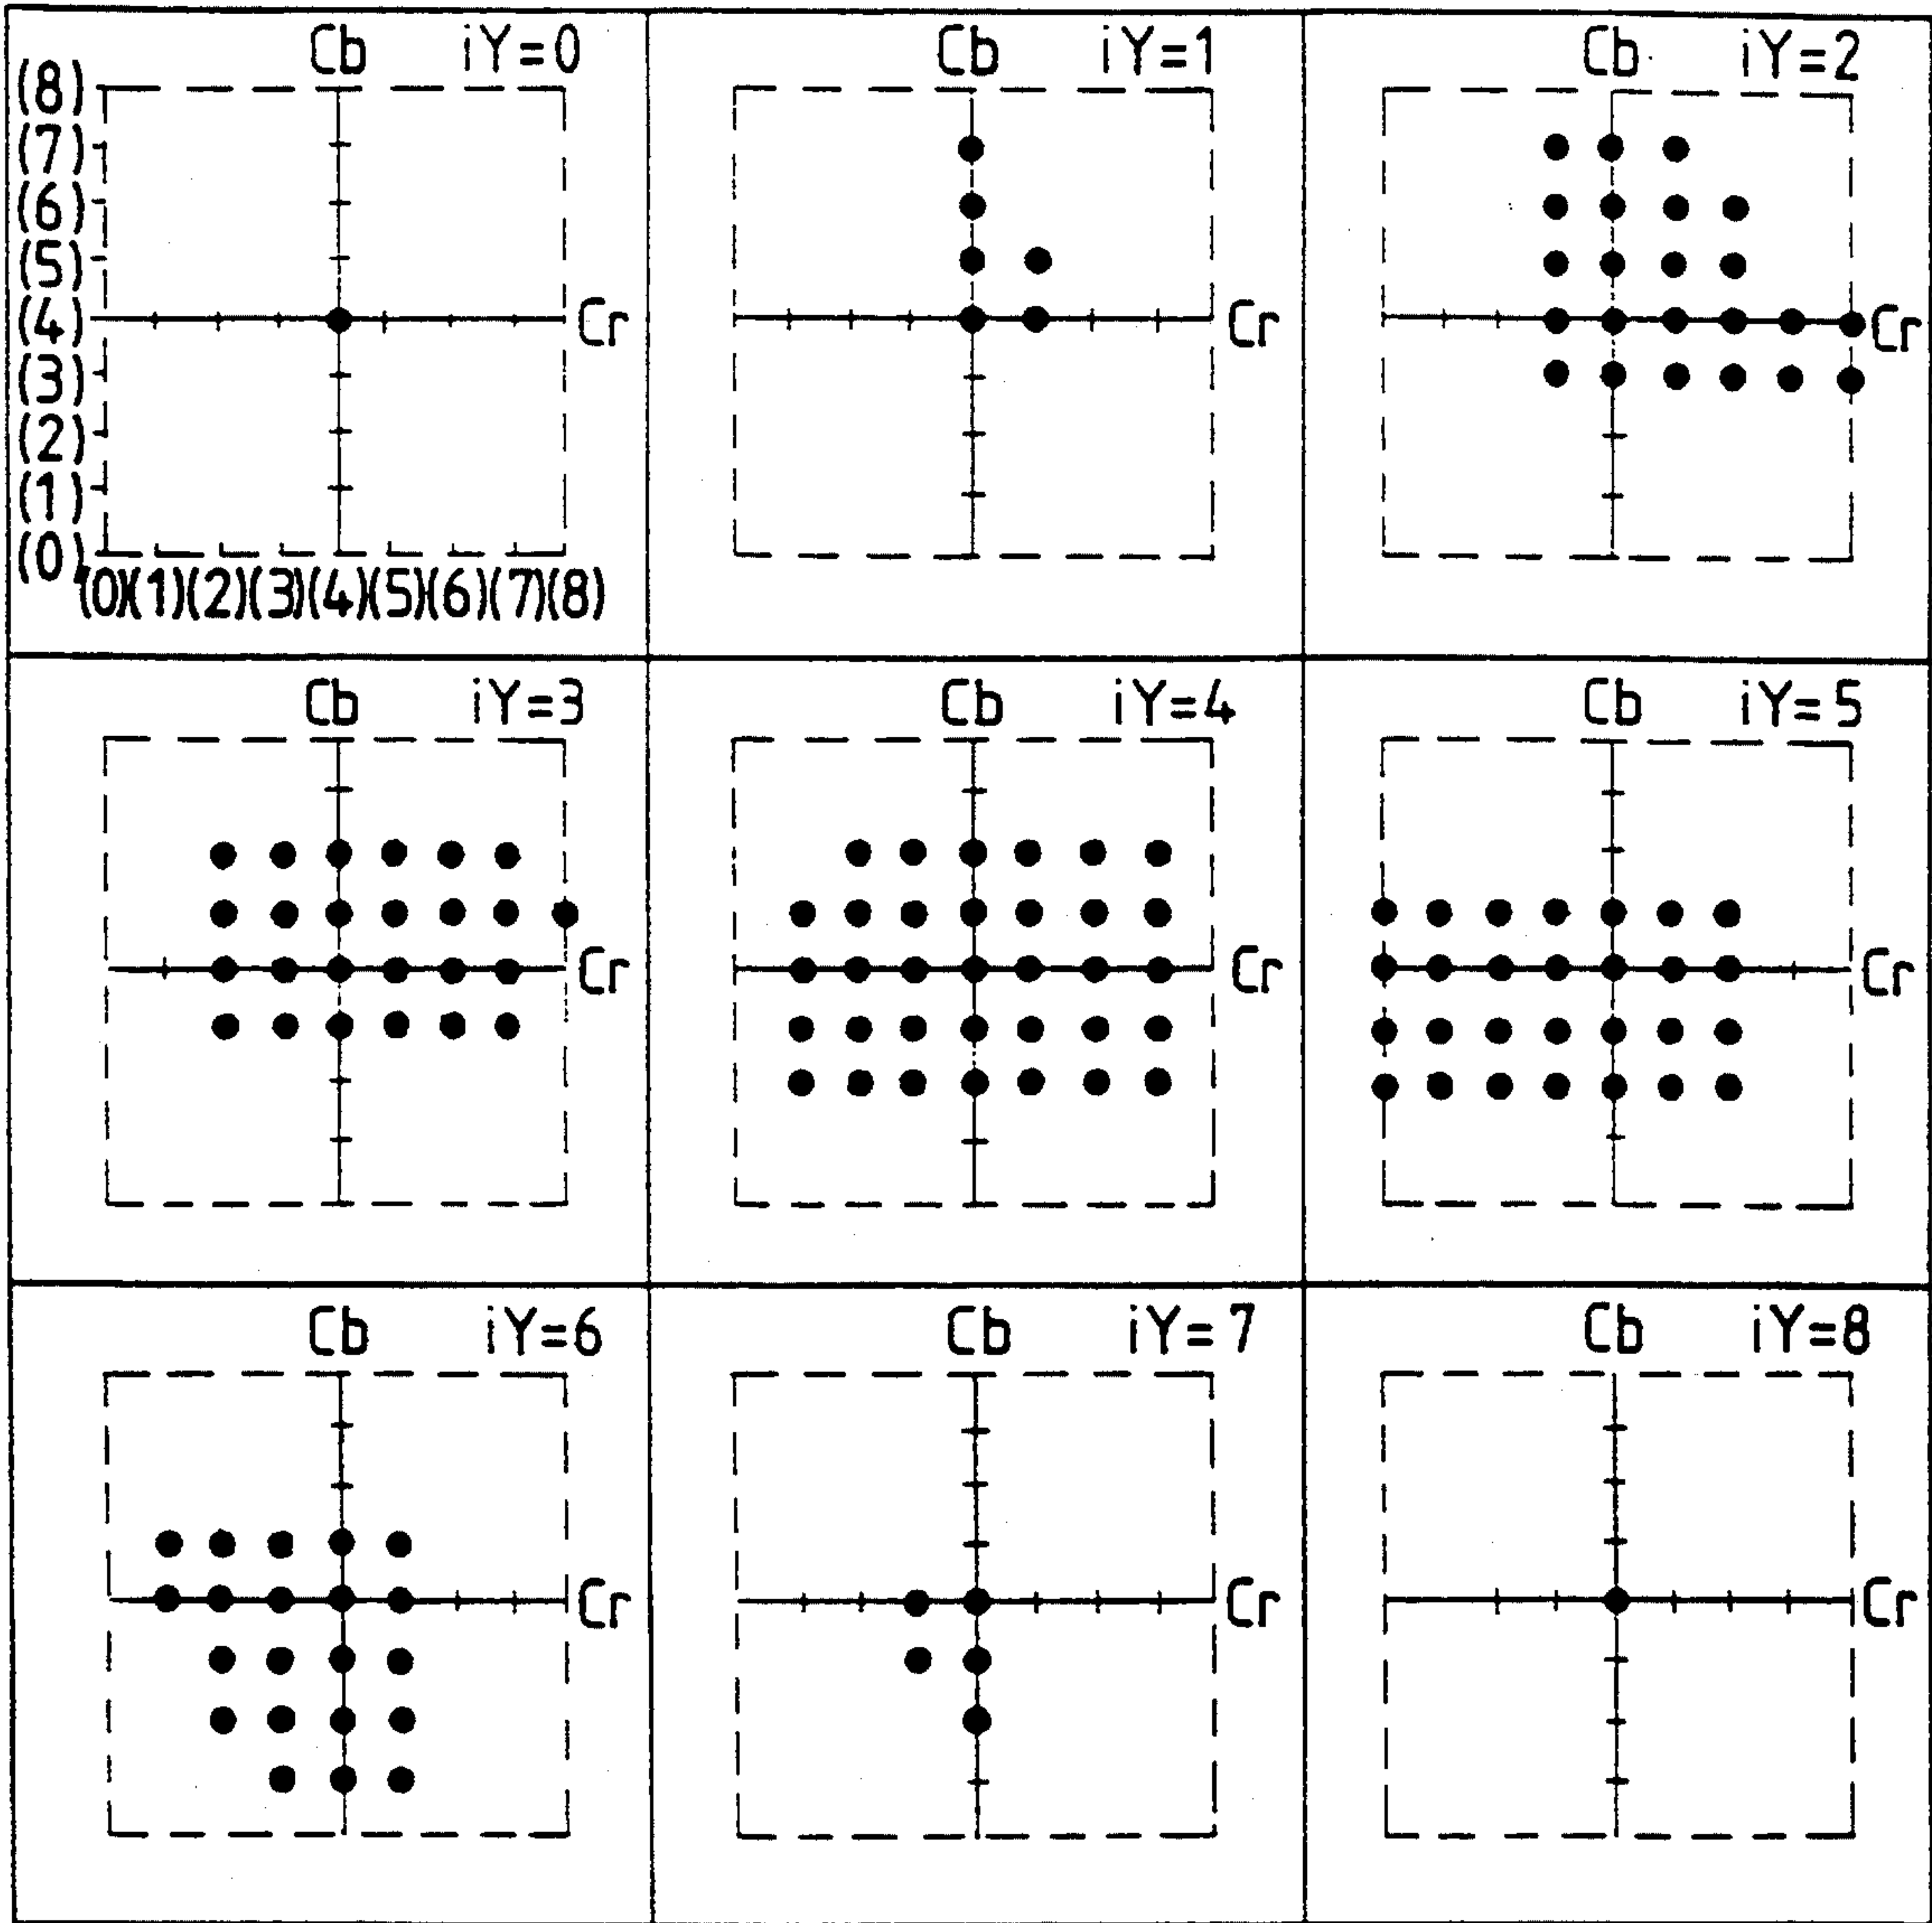 Cb iY=0
(8)
(7)
(6)
(5)
(4) Cr
(3)
(2)
(1)
(0)
(0)(1)(2)(3)(4)(5)(6)(7)(8)
Cb iY=1
Cr
Cb iY=2
Cr
Cb iY=3
Cr
Cb iY=4
Cr
Cb iY=5
Cr
Cb iY=6
Cr
Cb iY=7
Cr
Cb iY=8
Cr